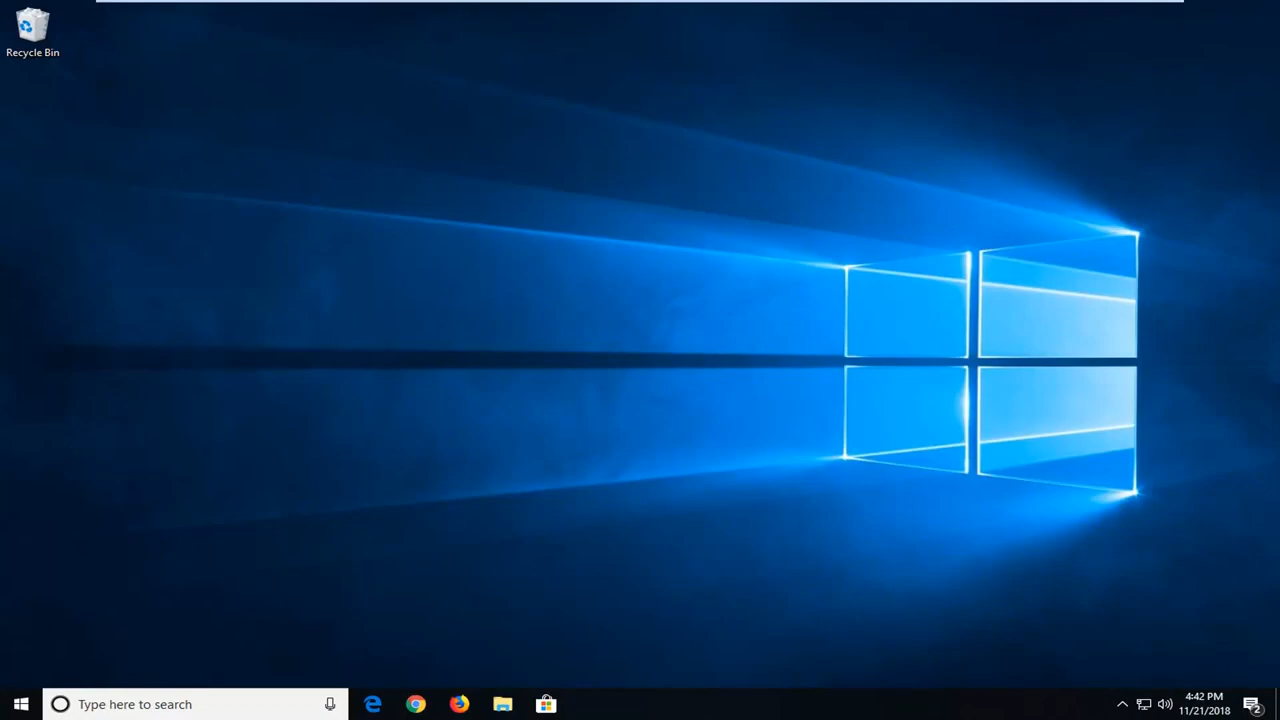 Recycle Bin
Type here to search
4:42 PM
11/21/2018
2